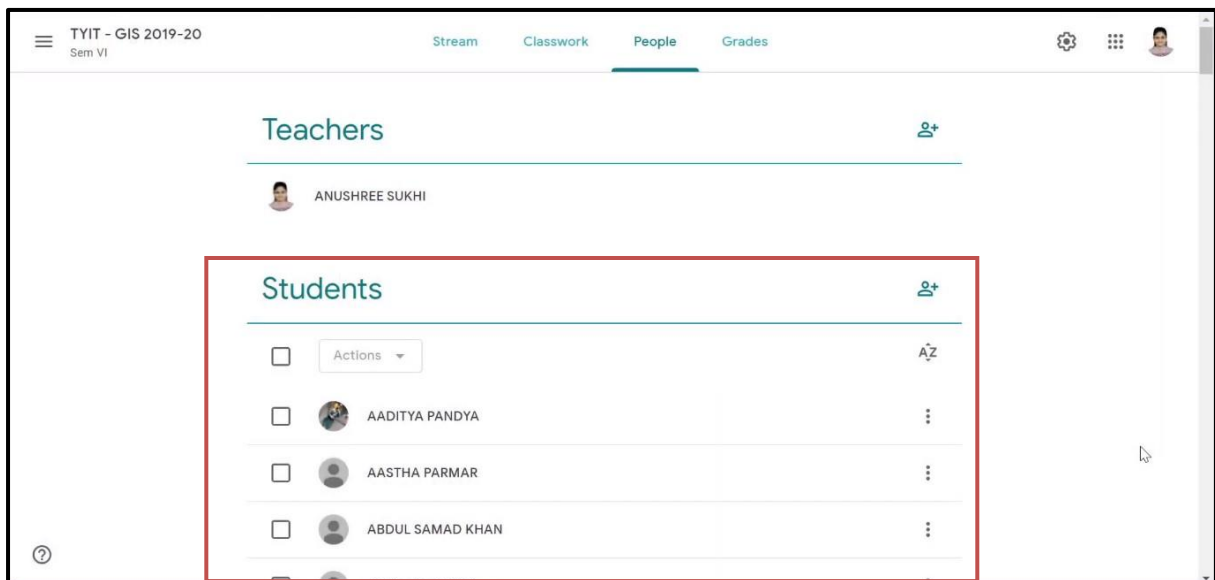 TYIT - GIS 2019-20
Sem VI
Stream Classwork People Grades
Teachers
ANUSHREE SUKHI
Students
Actions
AZ
AADITYA PANDYA
AASTHA PARMAR
ABDUL SAMAD KHAN